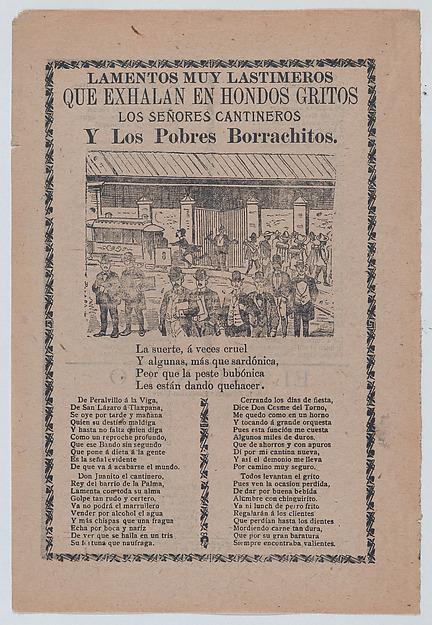 LAMENTOS MUY LASTIMEROS
QUE EXHALAN EN HONDOS GRITOS
LOS SEÑORES CANTINEROS
Y Los Pobres Borrachitos.
La suerte, á veces cruel
Y algunas, más que sardónica,
Peor que la peste bubónica
Les están dando quehacer.
De Peralvillo á la Viga,
De San Lázaro á Tlaxpana,
Se oye por tarde y mañana
Quien su destino maldiga
Y hasta no falta quien diga
Como un reproche profundo,
Que ese Bando sin segundo
Que pone á dieta á la gente
Es la señal evidente
De que va á acabarse el mundo.
Don Juanito el cantinero,
Rey del barrio de la Palma,
Lamenta con toda su alma
Golpe tan rudo y certero.
Ya no podrá el marrullero
Vender por alcohol el agua
Y más chispas que una fragua
Echa por boca y nariz
De ver que se halla en un tris
Su fortuna que naufraga.
Cerrando los días de fiesta,
Dice Don Cosme del Torno,
Me quedo como en un horno
Y tocando á grande orquesta
Pues esta función me cuesta
Algunos miles de duros.
Que de ahorros y con apuros
Dí por mi cantina nueva,
Y así el demonio me lleva
Por camino muy seguro.
Todos levantan el grito
Pues ven la ocasión perdida,
De dar por buena bebida
Alambre con chinguirito.
Ya ni lunch de perro frito
Regalarán á los clientes
Que perdían hasta los dientes
Mordiendo carne tan dura,
Que por su gran baratura
Siempre encontraba valientes.